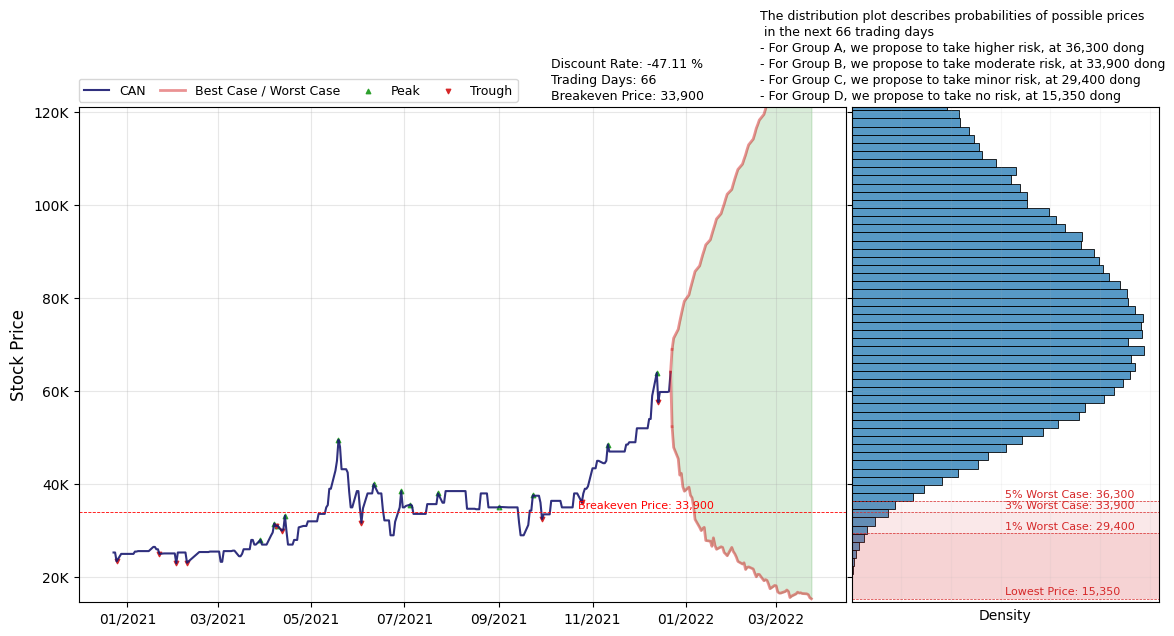 The distribution plot describes probabilities of possible prices
in the next 66 trading days
- For Group A, we propose to take higher risk, at 36,300 dong
- For Group B, we propose to take moderate risk, at 33,900 dong
- For Group C, we propose to take minor risk, at 29,400 dong
- For Group D, we propose to take no risk, at 15,350 dong
Discount Rate: -47.11 %
Trading Days: 66
Breakeven Price: 33,900
CAN
Best Case / Worst Case
Peak
Trough
Stock Price
120K
100K
80K
60K
40K
20K
Breakeven Price: 33,900
01/2021
03/2021
05/2021
07/2021
09/2021
11/2021
01/2022
03/2022
5% Worst Case: 36,300
3% Worst Case: 33,900
1% Worst Case: 29,400
Lowest Price: 15,350
Density